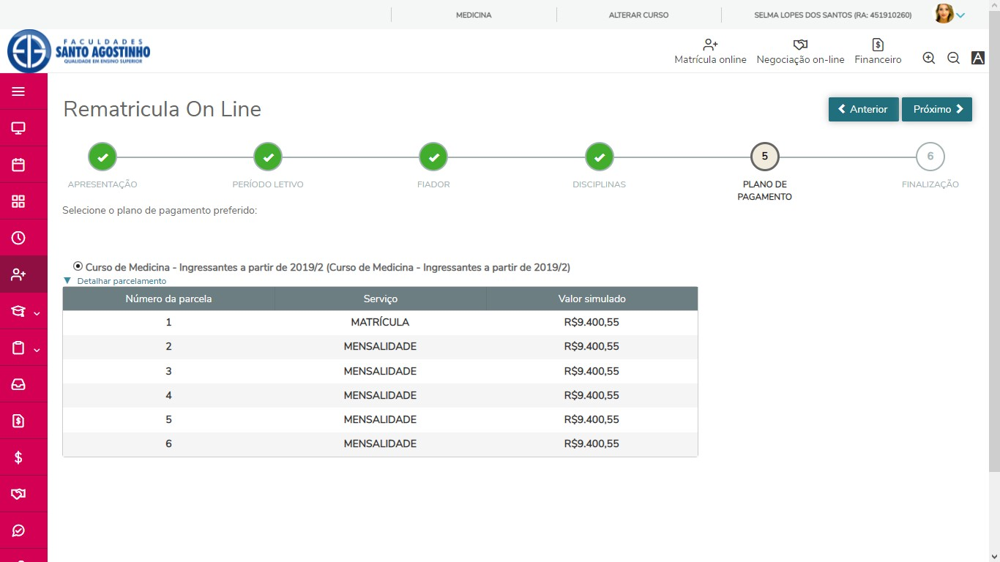 MEDICINA
ALTERAR CURSO
SELMA LOPES DOS SANTOS (RA: 451910260)
FACULDADES
SANTO AGOSTINHO
QUALIDADE EM ENSINO SUPERIOR
Matrícula online
Negociação on-line
Financeiro
A
Rematricula On Line
Anterior
Próximo
5
6
APRESENTAÇÃO
PERÍODO LETIVO
FIADOR
DISCIPLINAS
PLANO DE
PAGAMENTO
FINALIZAÇÃO
Selecione o plano de pagamento preferido:
Curso de Medicina - Ingressantes a partir de 2019/2 (Curso de Medicina - Ingressantes a partir de 2019/2)
Detalhar parcelamento
Número da parcela Serviço Valor simulado
1 MATRÍCULA R$9.400,55
2 MENSALIDADE R$9.400,55
3 MENSALIDADE R$9.400,55
4 MENSALIDADE R$9.400,55
5 MENSALIDADE R$9.400,55
6 MENSALIDADE R$9.400,55